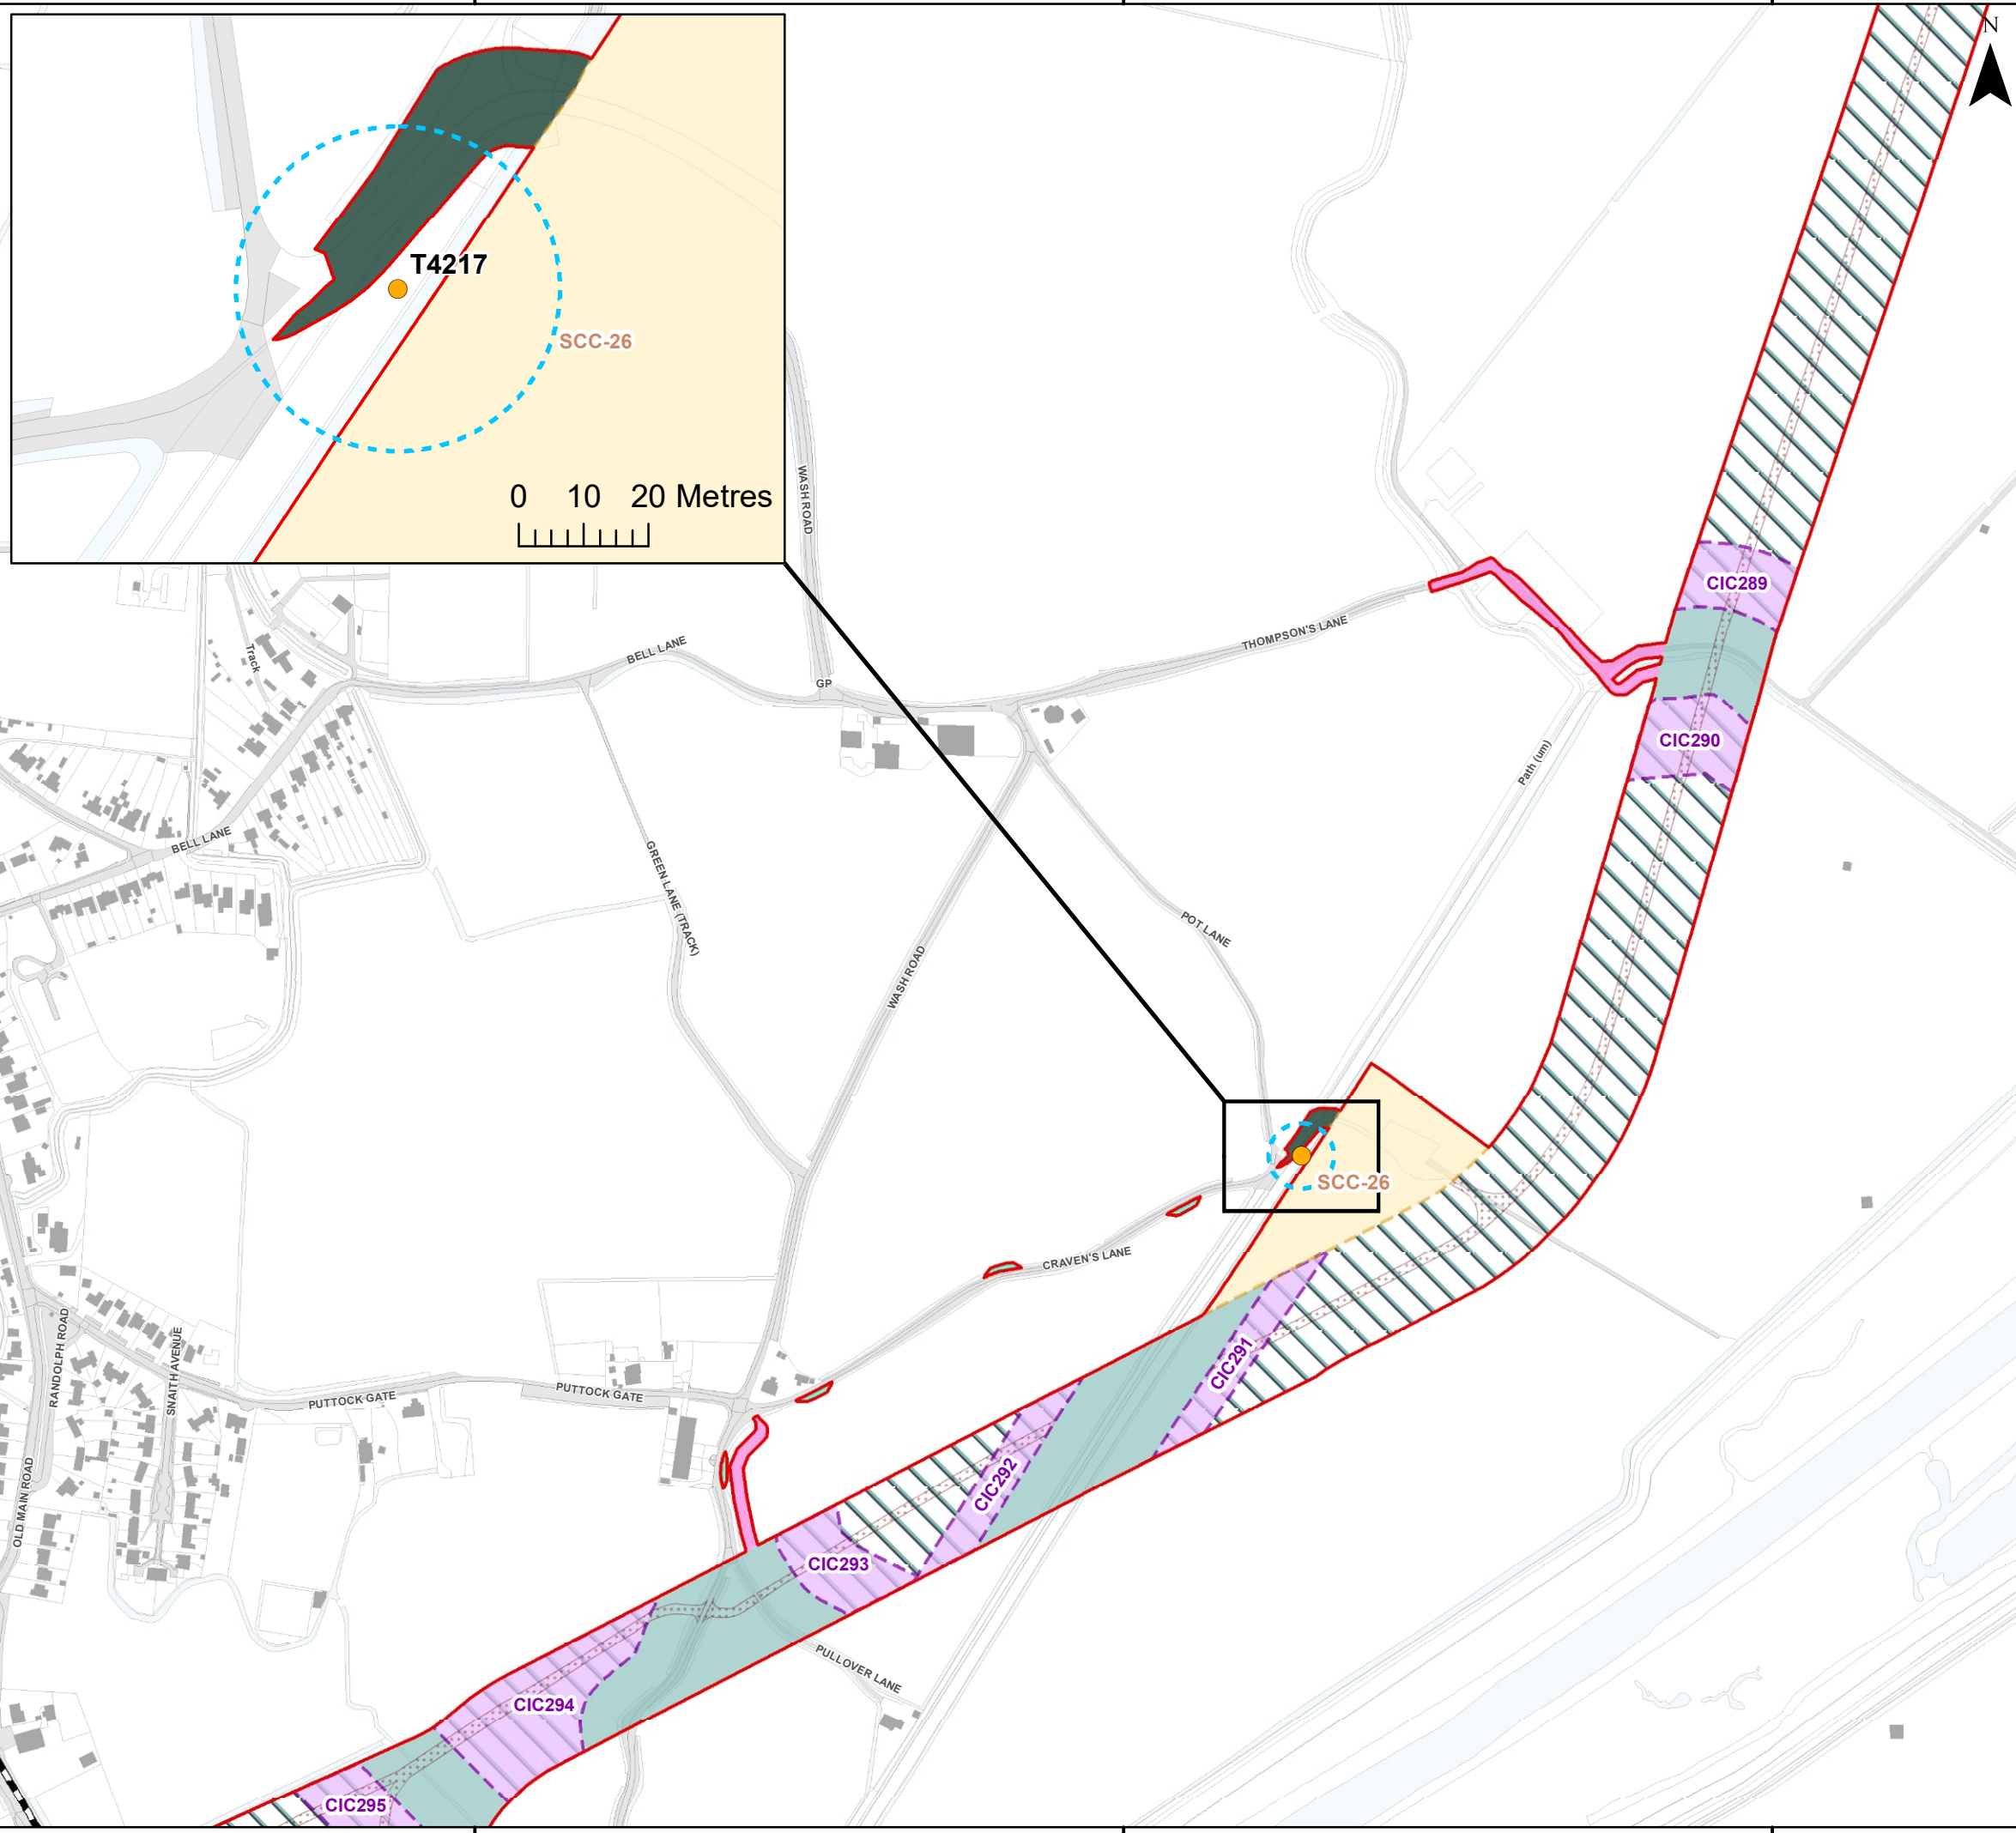 N
T4217
SCC-26
0 10 20 Metres
WASH ROAD
CIC289
THOMPSON'S LANE
BELL LANE
Track
GP
CIC290
Path (um)
BELL LANE
GREEN LANE (TRACK)
POT LANE
WASH ROAD
SCC-26
CRAVEN'S LANE
RANDOLPH ROAD
SNAITH AVENUE
PUTTOCK GATE
PUTTOCK GATE
CIC291
OLD MAIN ROAD
CIC292
CIC293
PULLOVER LANE
CIC294
CIC295